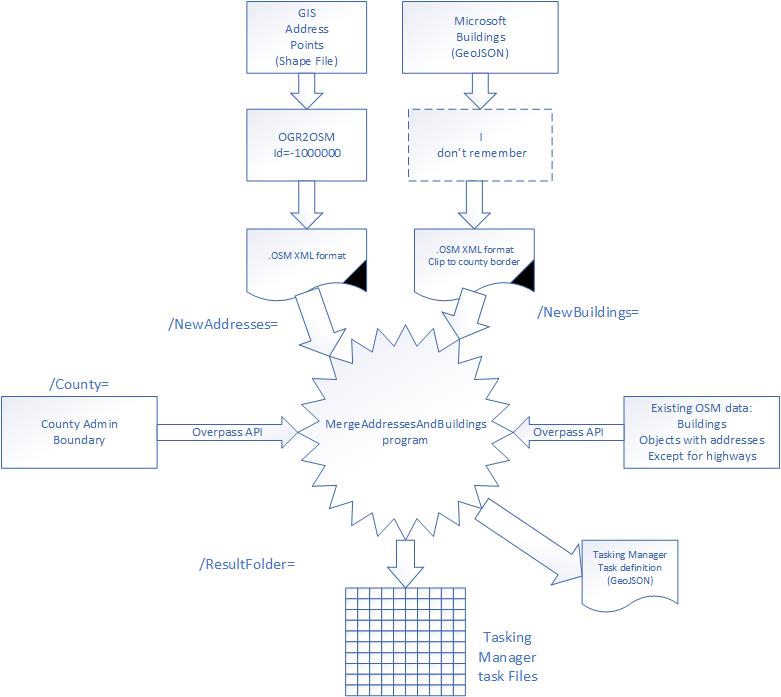 GIS
Address
Points
(Shape File)
Microsoft
Buildings
(GeoJSON)
OGR2OSM
Id=-1000000
I
don't remember
.OSM XML format
.OSM XML format
Clip to county border
/NewAddresses=
/NewBuildings=
/County=
County Admin
Boundary
Overpass API
MergeAddressesAndBuildings
program
Overpass API
Existing OSM data:
Buildings
Objects with addresses
Except for highways
/ResultFolder=
Tasking Manager
Task definition
(GeoJSON)
Tasking
Manager
task Files